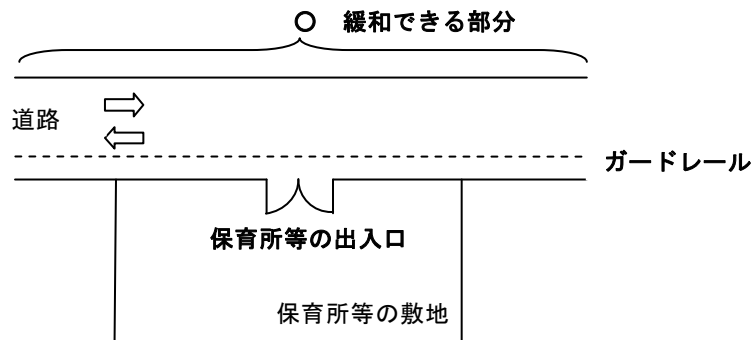 ○ 緩和できる部分
道路
ガードレール
保育所等の出入口
保育所等の敷地